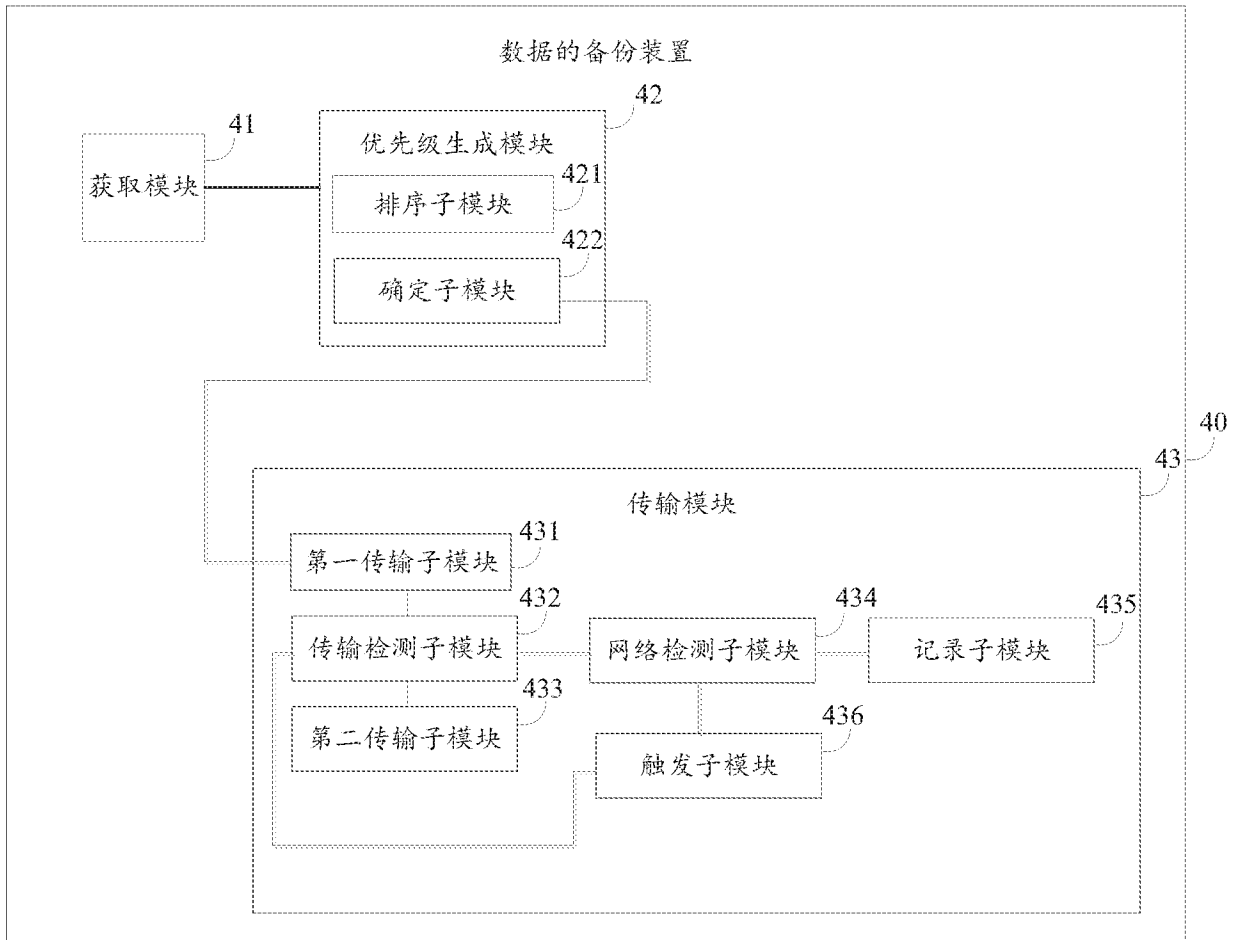 数据的备份装置
42
41
优先级生成模块
获取模块
421
排序子模块
422
确定子模块
40
43
传输模块
431
第一传输子模块
432
434
435
传输检测子模块
网络检测子模块
记录子模块
433
436
第二传输子模块
触发子模块